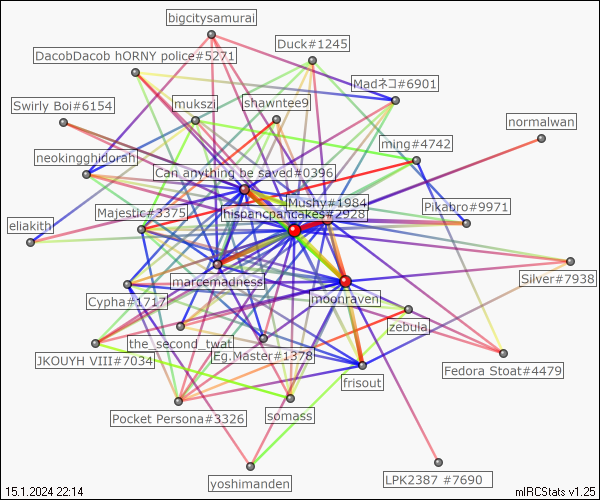 bigcitysamurai
Duck#1245
DacobDacob hORNY police#5271
Madネコ#6901
Swirly Boi#6154
mukszi
shawntee9
normalwan
ming#4742
neokingghidorah
Can anything be saved#0396
Mushy#1984
Pikabro#9971
Majestic#3375
hispancpancakes#2928
eliakith
marcemadness
Silver#7938
Cypha#1717
moonraven
zebula
the_second_twat
Eg.Master#1378
JKOUYH VIII#7034
Fedora Stoat#4479
frisout
Pocket Persona#3326
somass
yoshimanden
LPK2387 #7690
15.1.2024 22:14
mIRCStats v1.25